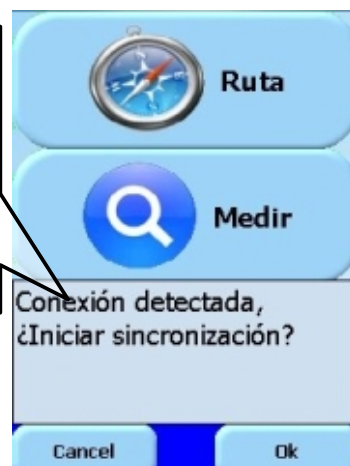 Ruta
Medir
Conexión detectada,
¿Iniciar sincronización?
Cancel
Ok